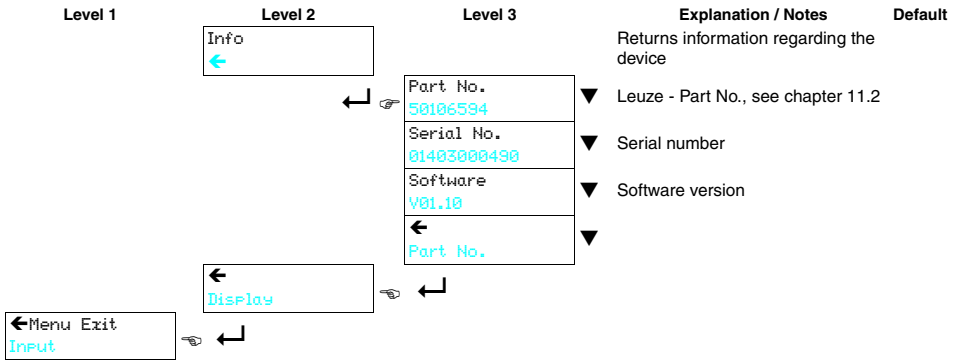 Level 1 Level 2 Level 3 Explanation / Notes Default
Info
←
Returns information regarding the
device
Part No.
50106594
▼ Leuze - Part No., see chapter 11.2
Serial No.
01403000490
▼ Serial number
Software
V01.10
▼ Software version
←
Part No.
▼
←
Display
←Menu Exit
Input